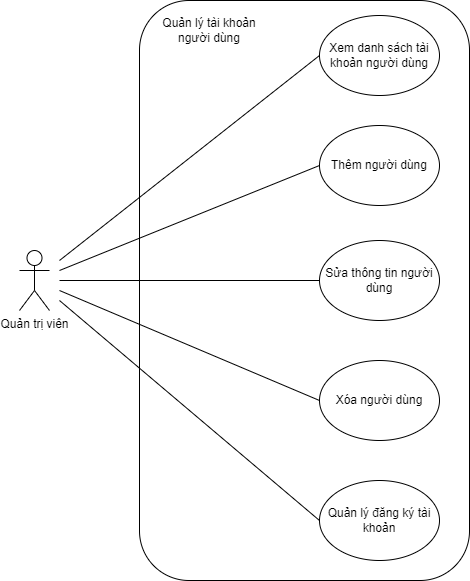 Quản lý tài khoản
người dùng
Xem danh sách tài
khoản người dùng
Thêm người dùng
Sửa thông tin người
dùng
Quản trị viên
Xóa người dùng
Quản lý đăng ký tài
khoản